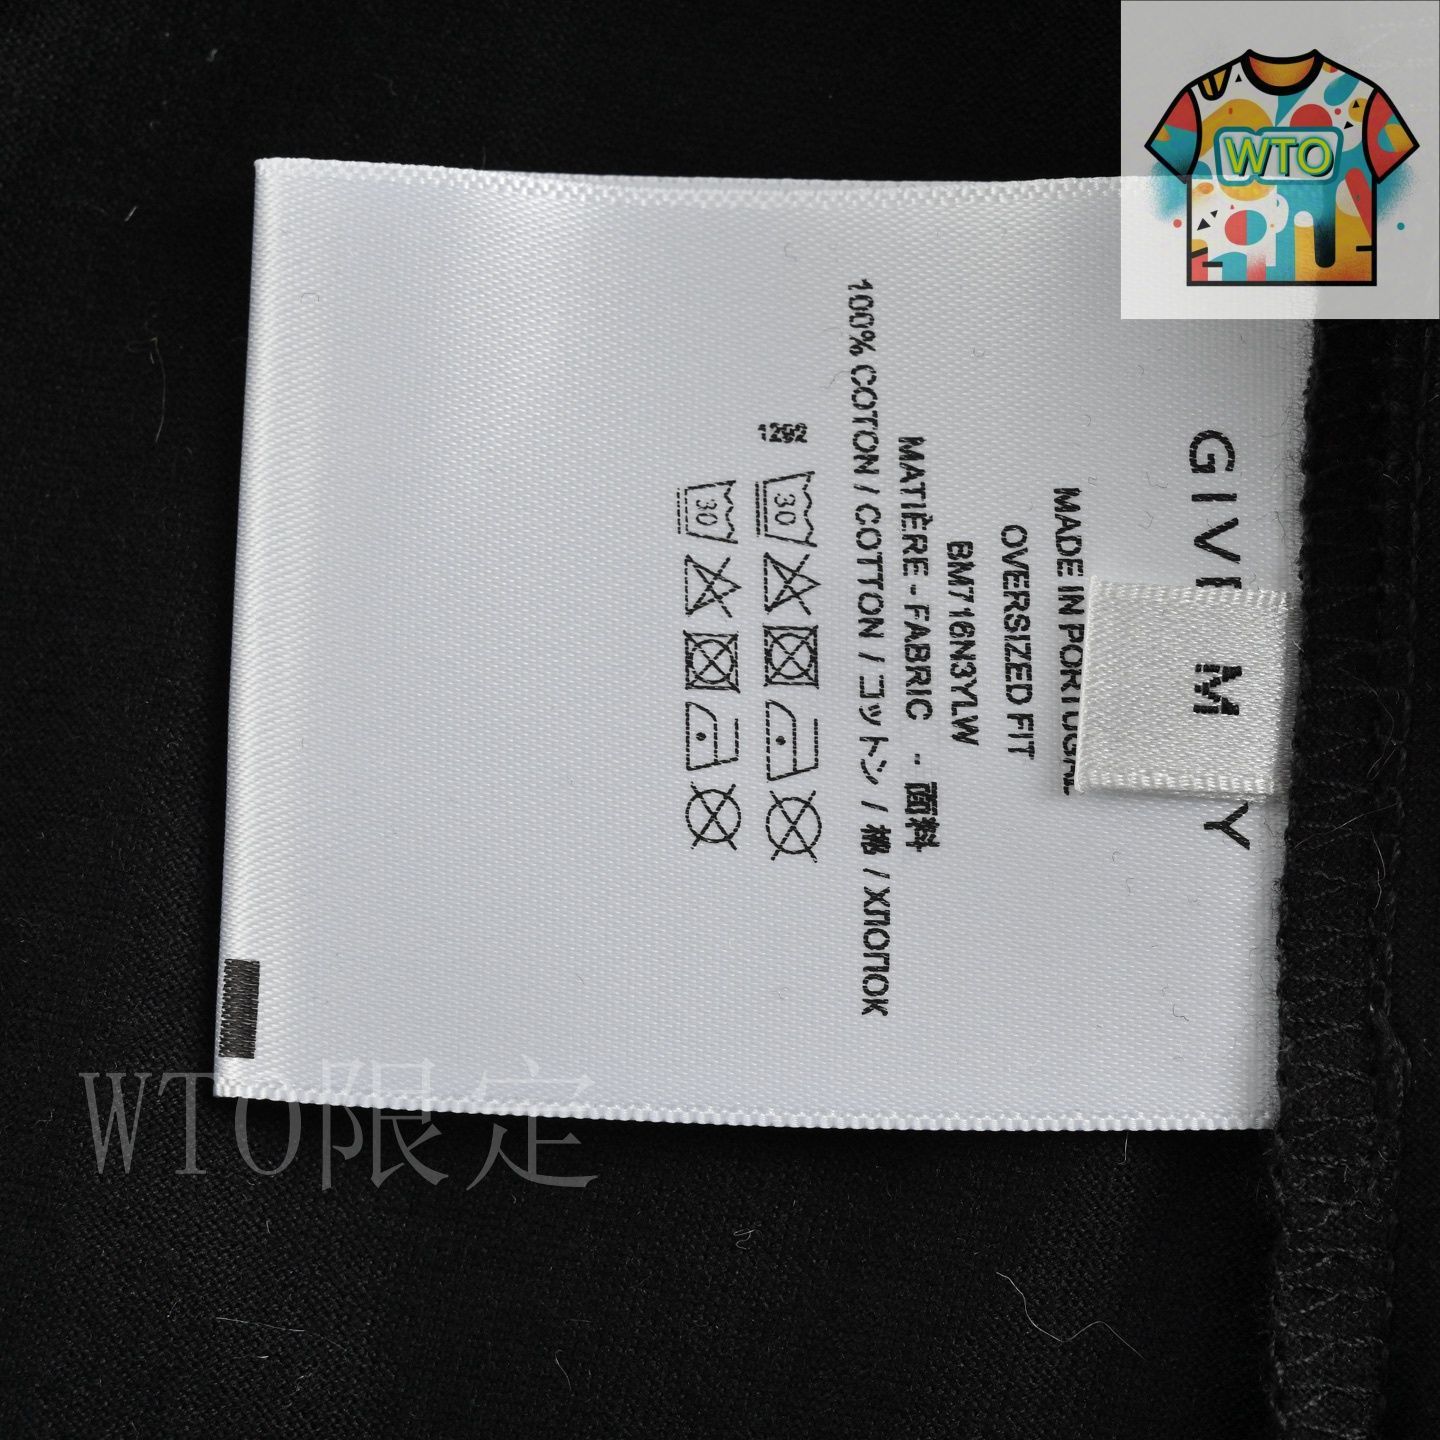 GIV Y
M
MADE IN PORTUGAL
OVERSIZED FIT
BM716N3YLW
MATIÈRE - FABRIC - 面料
100% COTON / COTTON / コットン / 棉 / ХЛОПОК
1292
30
30
WTO
WTO限定